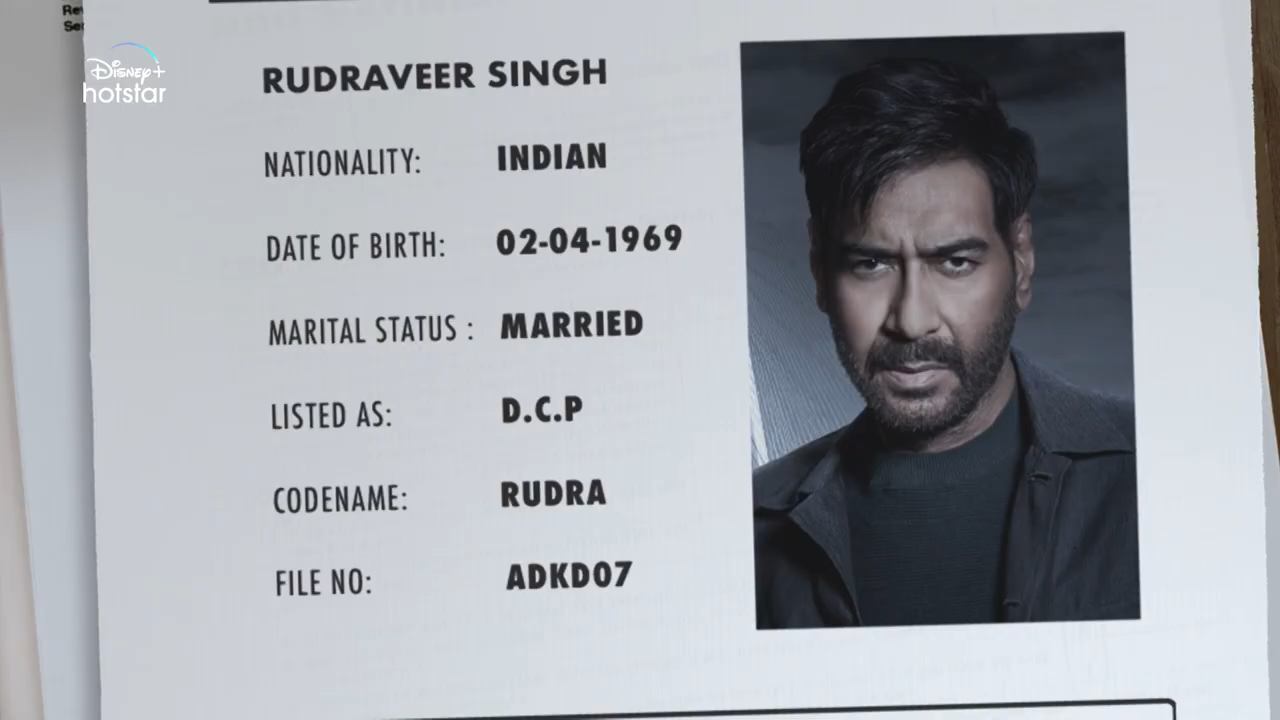 Disney+
hotstar
RUDRAVEER SINGH
NATIONALITY: INDIAN
DATE OF BIRTH: 02-04-1969
MARITAL STATUS : MARRIED
LISTED AS: D.C.P
CODENAME: RUDRA
FILE NO: ADKD07